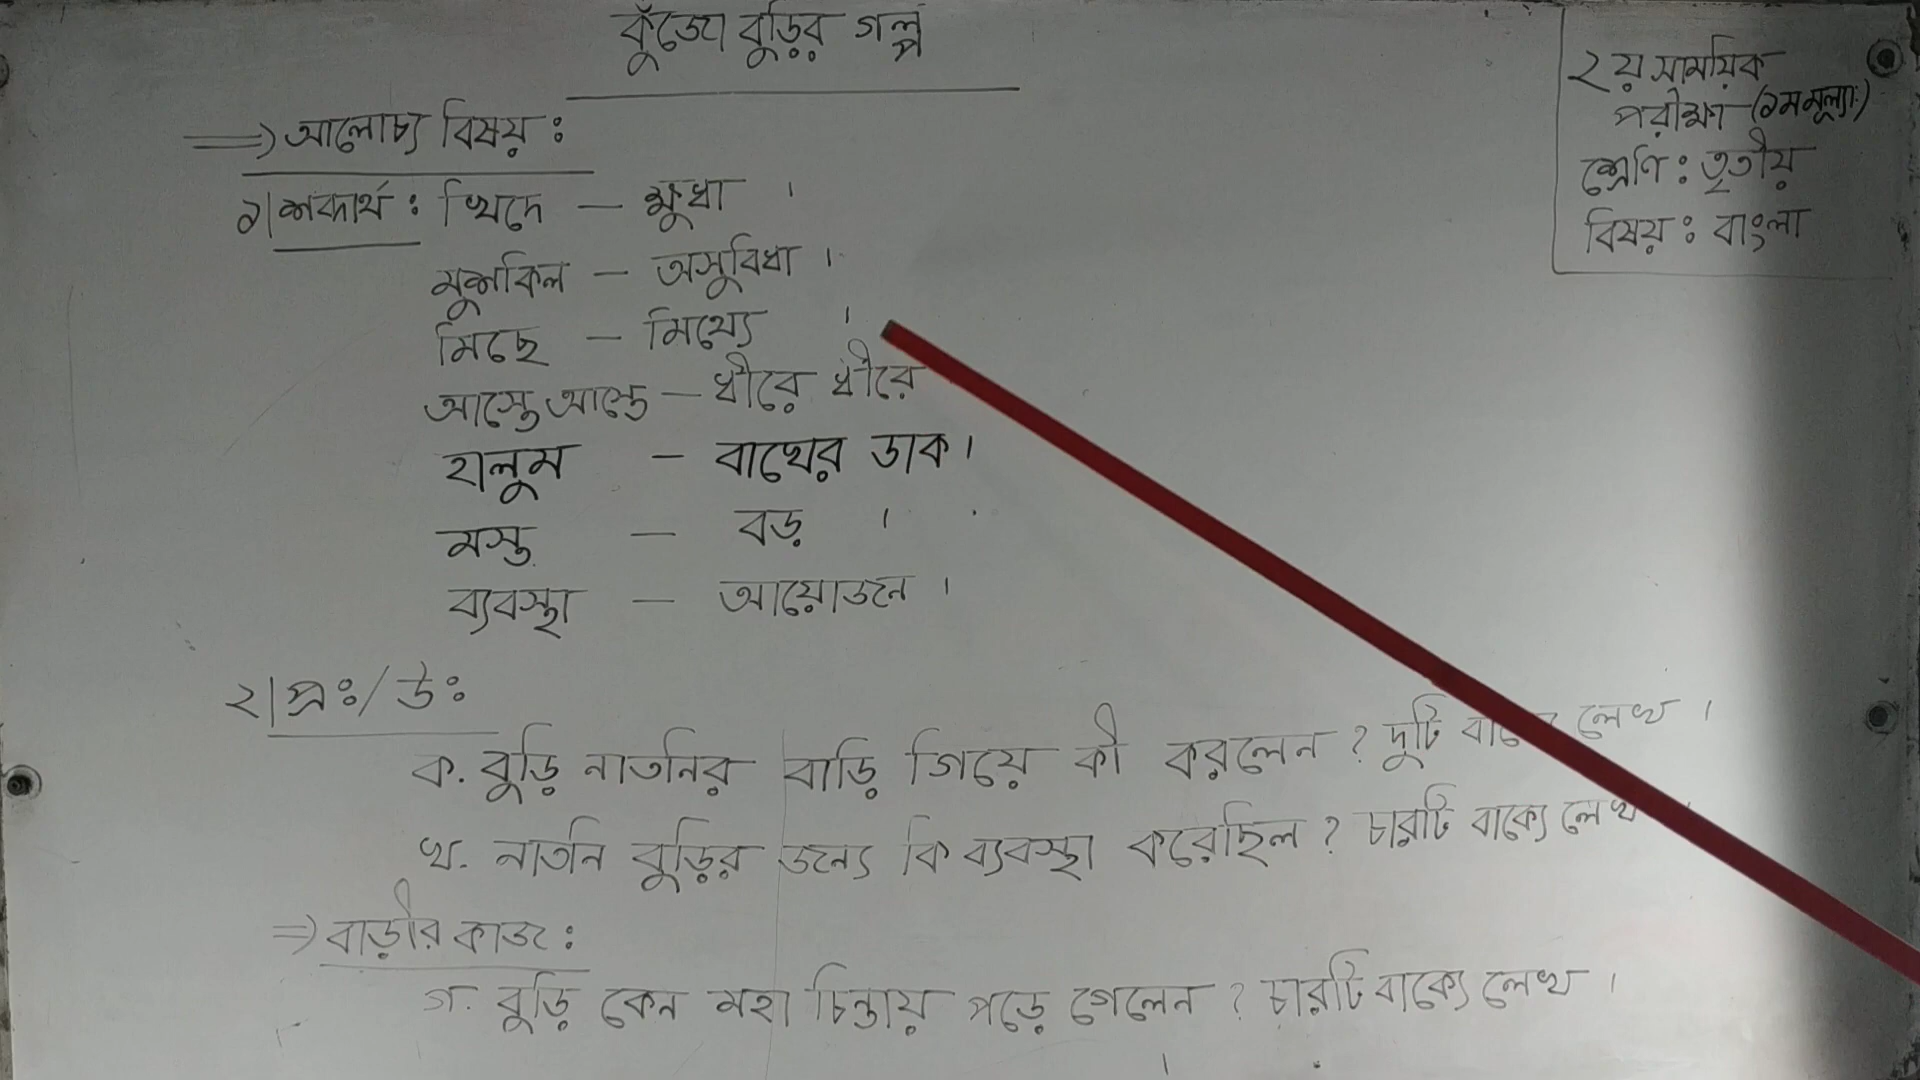 কুঁজো বুড়ির গল্প
২য় সাময়িক
পরীক্ষা (১ম মূল্যাঃ)
শ্রেণি : তৃতীয়
বিষয় : বাংলা
=> আলোচ্য বিষয় :
১| শব্দার্থ : খিদে — ক্ষুধা ।
মুশকিল — অসুবিধা ।
মিছে — মিথ্যে ।
আস্তে আস্তে — ধীরে ধীরে
হালুম — বাঘের ডাক ।
মস্ত — বড় ।
ব্যবস্থা — আয়োজন ।
২| প্রঃ/উঃ
ক. বুড়ি নাতনির বাড়ি গিয়ে কী করলেন ? দুটি লেখ ।
খ. নাতনি বুড়ির জন্য কি ব্যবস্থা করেছিল ? চারটি বাক্যে লেখ ।
=> বাড়ীর কাজ :
গ. বুড়ি কেন মহা চিন্তায় পড়ে গেলেন ? চারটি বাক্যে লেখ ।